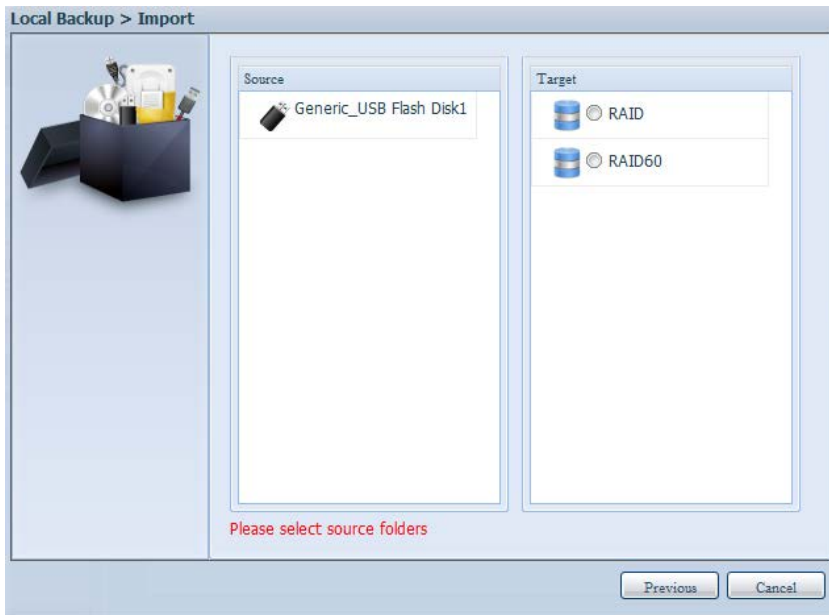 Local Backup > Import
Source
Target
Generic_USB Flash Disk1
RAID
RAID60
Please select source folders
Previous
Cancel